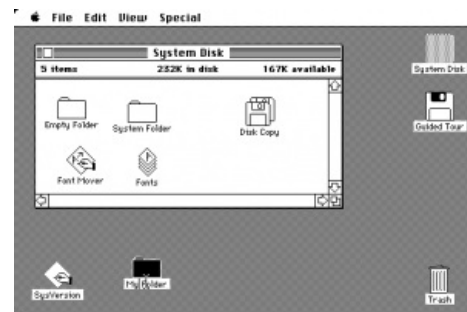 File Edit View Special
System Disk
5 items 232K in disk 167K available
Empty Folder System Folder Disk Copy
Font Mover Fonts
System Disk
Guided Tour
SysVersion My Folder Trash